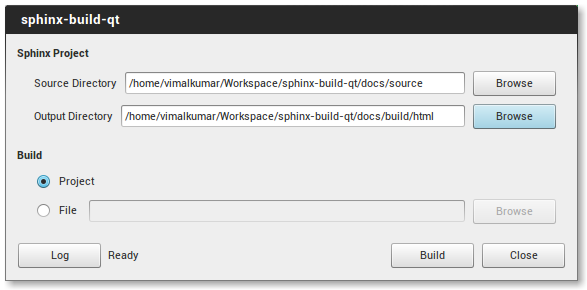 sphinx-build-qt
Sphinx Project
Source Directory /home/vimalkumar/Workspace/sphinx-build-qt/docs/source Browse
Output Directory /home/vimalkumar/Workspace/sphinx-build-qt/docs/build/html Browse
Build
Project
File Browse
Log Ready Build Close